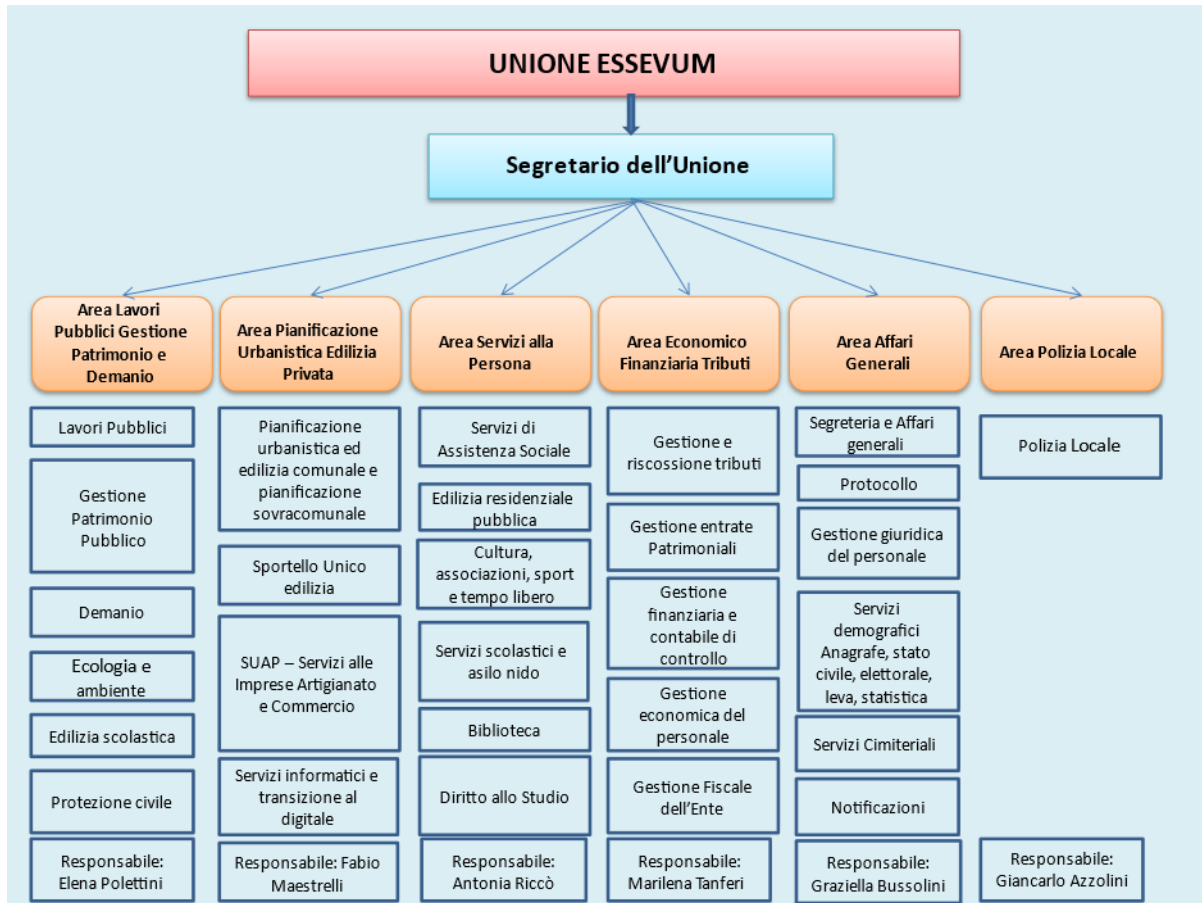 UNIONE ESSEVUM
Segretario dell’Unione
Area Lavori
Pubblici Gestione
Patrimonio e
Demanio
Lavori Pubblici
Gestione
Patrimonio
Pubblico
Demanio
Ecologia e
ambiente
Edilizia scolastica
Protezione civile
Responsabile:
Elena Polettini
Area Pianificazione
Urbanistica Edilizia
Privata
Pianificazione
urbanistica ed
edilizia comunale e
pianificazione
sovracomunale
Sportello Unico
edilizia
SUAP – Servizi alle
Imprese Artigianato
e Commercio
Servizi informatici e
transizione al
digitale
Responsabile: Fabio
Maestrelli
Area Servizi alla
Persona
Servizi di
Assistenza Sociale
Edilizia residenziale
pubblica
Cultura,
associazioni, sport
e tempo libero
Servizi scolastici e
asilo nido
Biblioteca
Diritto allo Studio
Responsabile:
Antonia Riccò
Area Economico
Finanziaria Tributi
Gestione e
riscossione tributi
Gestione entrate
Patrimoniali
Gestione
finanziaria e
contabile di
controllo
Gestione
economica del
personale
Gestione Fiscale
dell’Ente
Responsabile:
Marilena Tanferi
Area Affari
Generali
Segreteria e Affari
generali
Protocollo
Gestione giuridica
del personale
Servizi
demografici
Anagrafe, stato
civile, elettorale,
leva, statistica
Servizi Cimiteriali
Notificazioni
Responsabile:
Graziella Bussolini
Area Polizia Locale
Polizia Locale
Responsabile:
Giancarlo Azzolini